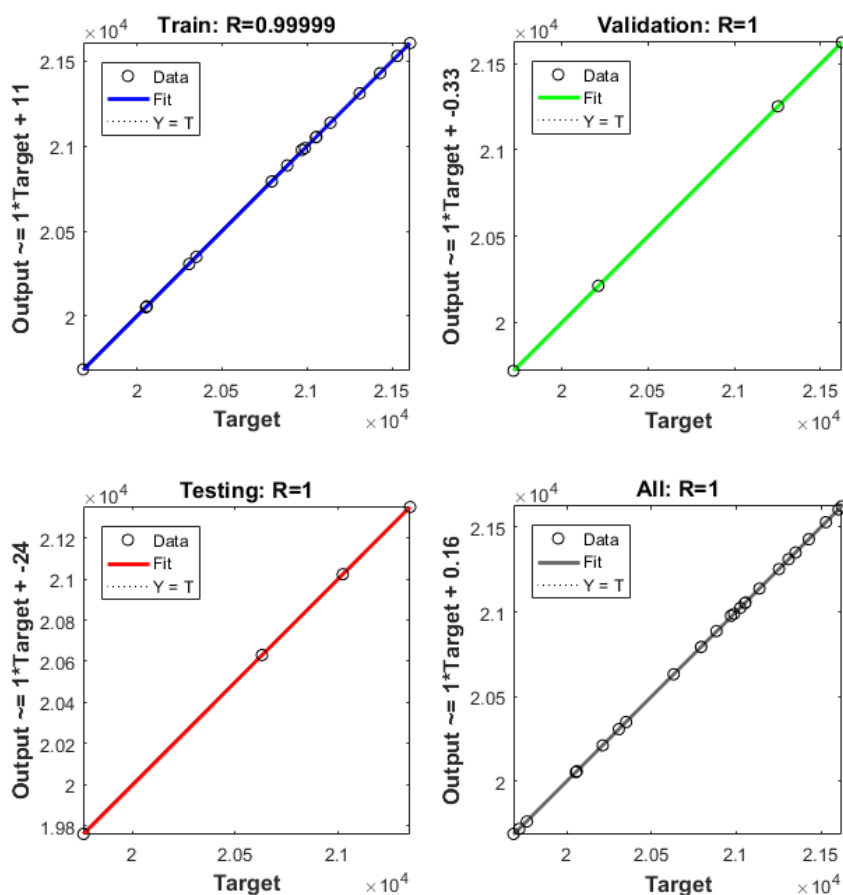 Train: R=0.99999
×10⁴
Output ~= 1*Target + 11
2.15
2.1
2.05
2
Data
Fit
Y = T
2
2.05
2.1
2.15
Target
×10⁴
Validation: R=1
×10⁴
Output ~= 1*Target + -0.33
2.15
2.1
2.05
2
Data
Fit
Y = T
2
2.05
2.1
2.15
Target
×10⁴
Testing: R=1
×10⁴
Output ~= 1*Target + -24
2.12
2.1
2.08
2.06
2.04
2.02
2
1.98
Data
Fit
Y = T
2
2.05
2.1
Target
×10⁴
All: R=1
×10⁴
Output ~= 1*Target + 0.16
2.15
2.1
2.05
2
Data
Fit
Y = T
2
2.05
2.1
2.15
Target
×10⁴